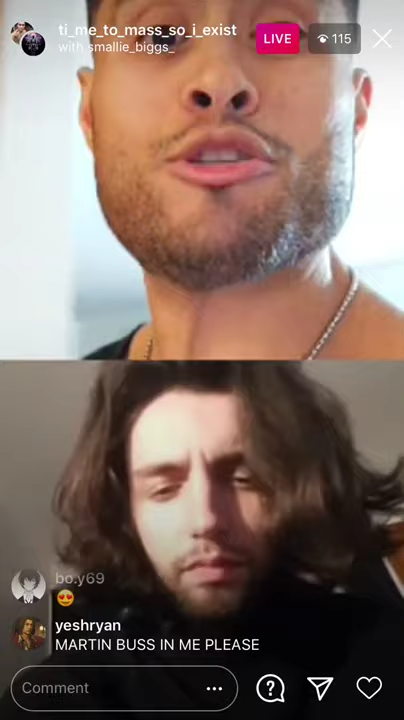 ti_me_to_mass_so_i_exist
with smallie_biggs_
LIVE
115
bo.y69
😍
yeshryan
MARTIN BUSS IN ME PLEASE
Comment